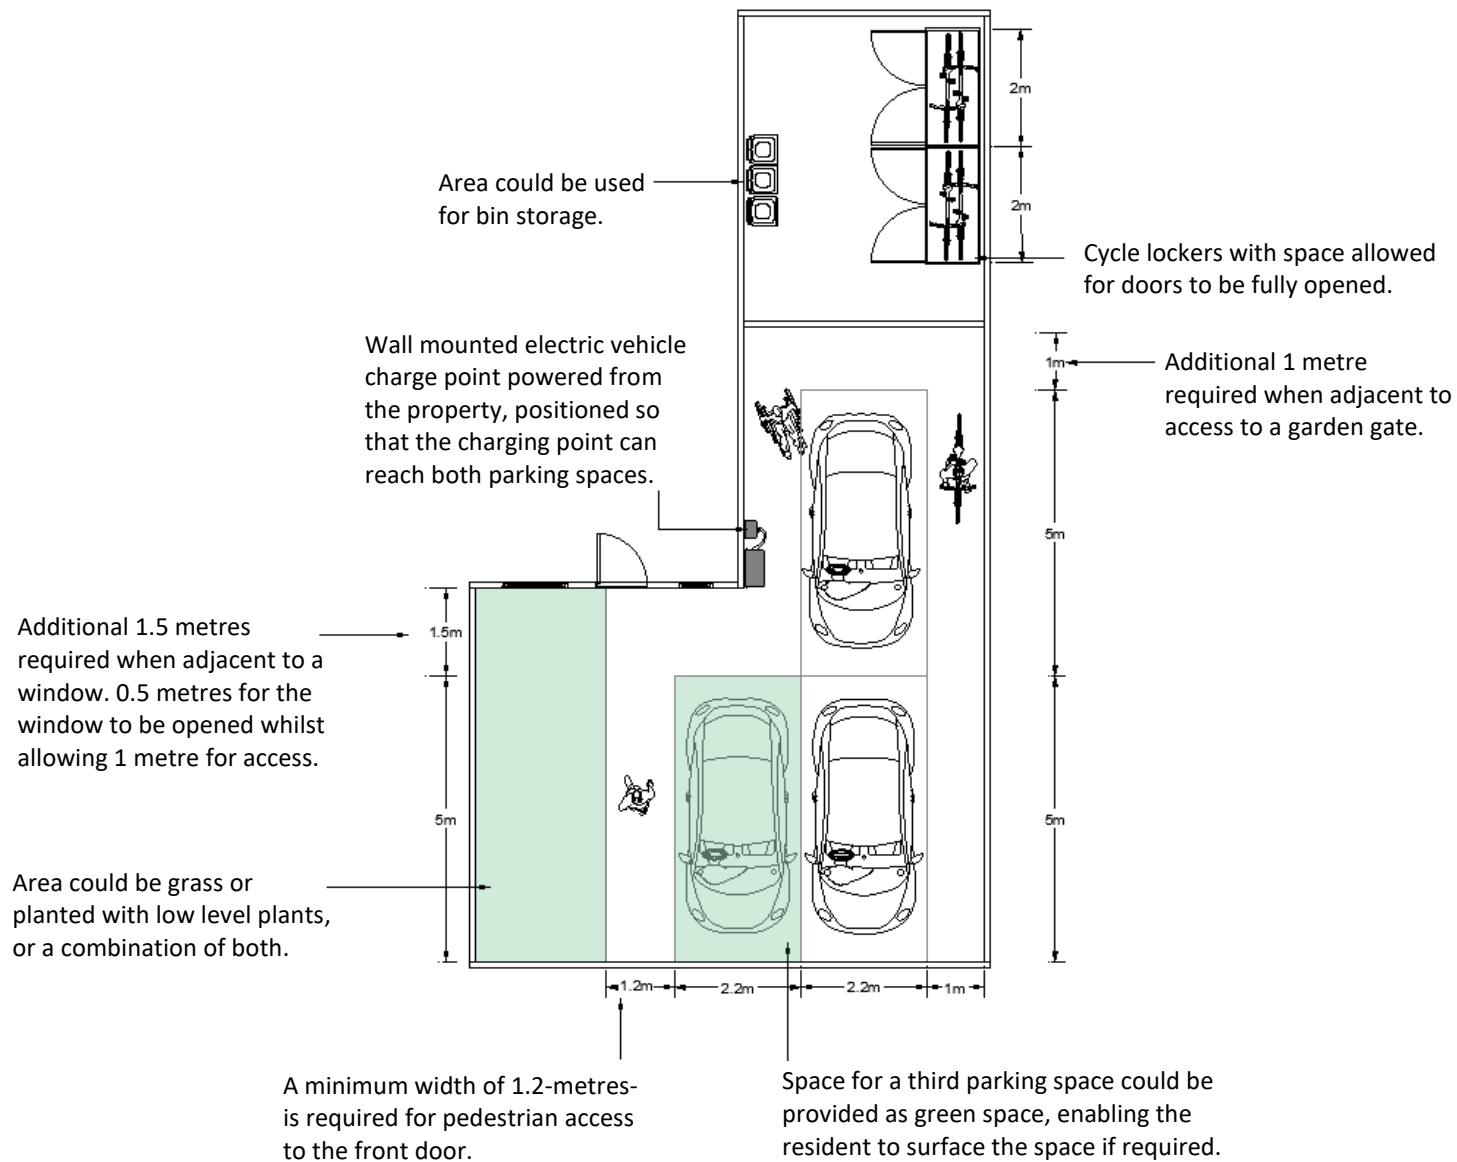 2m
Area could be used
for bin storage.
2m
Cycle lockers with space allowed
for doors to be fully opened.
Wall mounted electric vehicle
charge point powered from
the property, positioned so
that the charging point can
reach both parking spaces.
1m
Additional 1 metre
required when adjacent to
access to a garden gate.
5m
Additional 1.5 metres
required when adjacent to a
window. 0.5 metres for the
window to be opened whilst
allowing 1 metre for access.
1.5m
5m
5m
Area could be grass or
planted with low level plants,
or a combination of both.
1.2m
2.2m
2.2m
1m
A minimum width of 1.2-metres-
is required for pedestrian access
to the front door.
Space for a third parking space could be
provided as green space, enabling the
resident to surface the space if required.